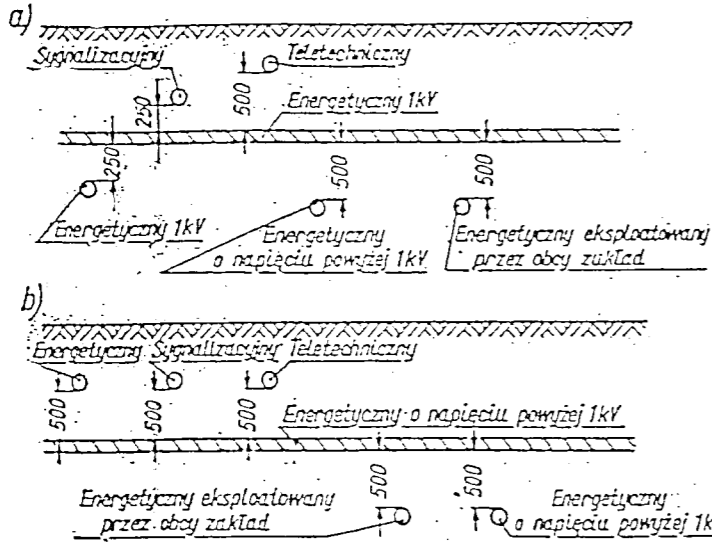 a)
Sygnalizacyjny
Teletechniczny
250
500
Energetyczny 1kV
250
500
500
Energetyczny 1kV
Energetyczny
o napięciu powyżej 1kV
Energetyczny eksploatowany
przez obcy zakład
b)
Energetyczny
Sygnalizacyjny
Teletechniczny
500
500
500
Energetyczny o napięciu powyżej 1kV
500
500
Energetyczny eksploatowany
przez obcy zakład
Energetyczny
o napięciu powyżej 1k